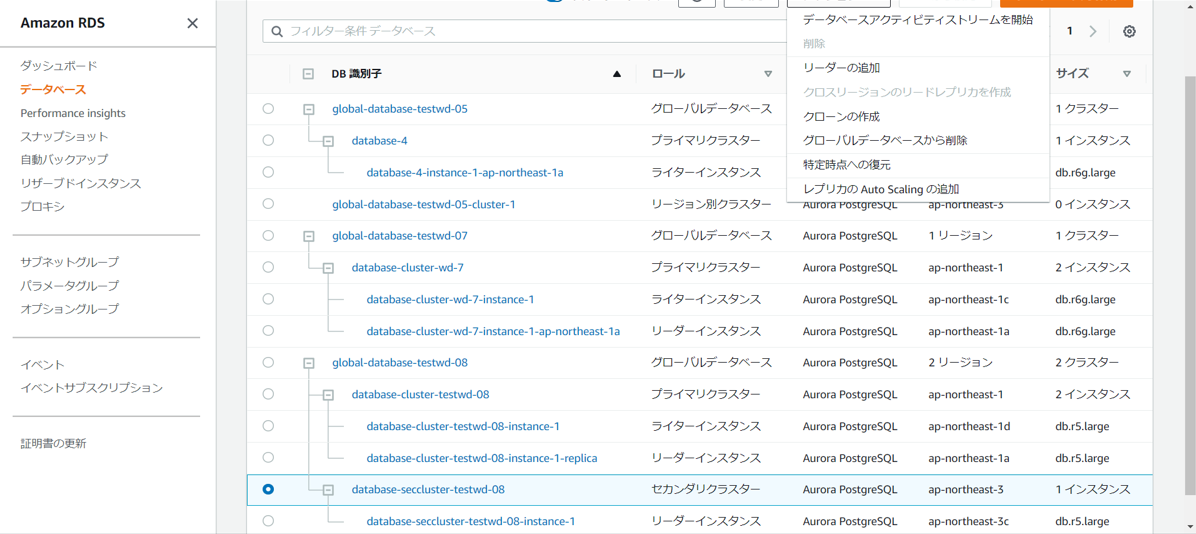 Amazon RDS
ダッシュボード
データベース
Performance insights
スナップショット
自動バックアップ
リザーブドインスタンス
プロキシ
サブネットグループ
パラメータグループ
オプショングループ
イベント
イベントサブスクリプション
証明書の更新
フィルター条件 データベース
1
データベースアクティビティストリームを開始
削除
リーダーの追加
クロスリージョンのリードレプリカを作成
クローンの作成
グローバルデータベースから削除
特定時点への復元
レプリカの Auto Scaling の追加
DB 識別子 ロール サイズ
global-database-testwd-05 グローバルデータベース 1 クラスター
database-4 プライマリクラスター 1 インスタンス
database-4-instance-1-ap-northeast-1a ライターインスタンス db.r6g.large
global-database-testwd-05-cluster-1 リージョン別クラスター Aurora PostgreSQL ap-northeast-3 0 インスタンス
global-database-testwd-07 グローバルデータベース Aurora PostgreSQL 1 リージョン 1 クラスター
database-cluster-wd-7 プライマリクラスター Aurora PostgreSQL ap-northeast-1 2 インスタンス
database-cluster-wd-7-instance-1 ライターインスタンス Aurora PostgreSQL ap-northeast-1c db.r6g.large
database-cluster-wd-7-instance-1-ap-northeast-1a リーダーインスタンス Aurora PostgreSQL ap-northeast-1a db.r6g.large
global-database-testwd-08 グローバルデータベース Aurora PostgreSQL 2 リージョン 2 クラスター
database-cluster-testwd-08 プライマリクラスター Aurora PostgreSQL ap-northeast-1 2 インスタンス
database-cluster-testwd-08-instance-1 ライターインスタンス Aurora PostgreSQL ap-northeast-1d db.r5.large
database-cluster-testwd-08-instance-1-replica リーダーインスタンス Aurora PostgreSQL ap-northeast-1a db.r5.large
database-seccluster-testwd-08 セカンダリクラスター Aurora PostgreSQL ap-northeast-3 1 インスタンス
database-seccluster-testwd-08-instance-1 リーダーインスタンス Aurora PostgreSQL ap-northeast-3c db.r5.large